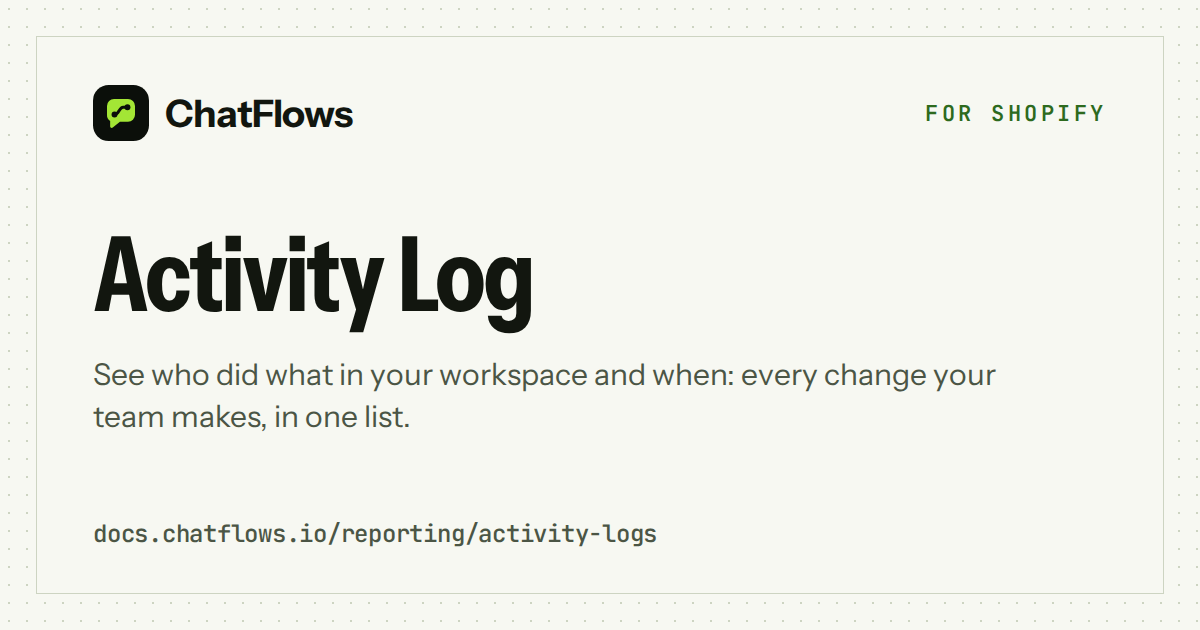 ChatFlows
FOR SHOPIFY
Activity Log
See who did what in your workspace and when: every change your
team makes, in one list.
docs.chatflows.io/reporting/activity-logs